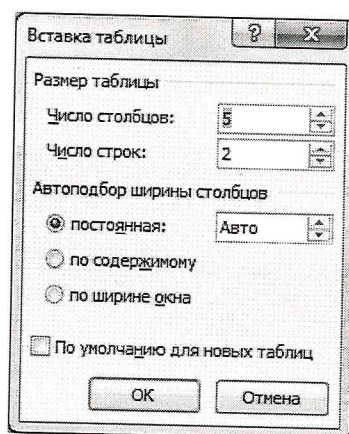 Вставка таблицы
Размер таблицы
Число столбцов: 5
Число строк: 2
Автоподбор ширины столбцов
постоянная: Авто
по содержимому
по ширине окна
По умолчанию для новых таблиц
ОК Отмена